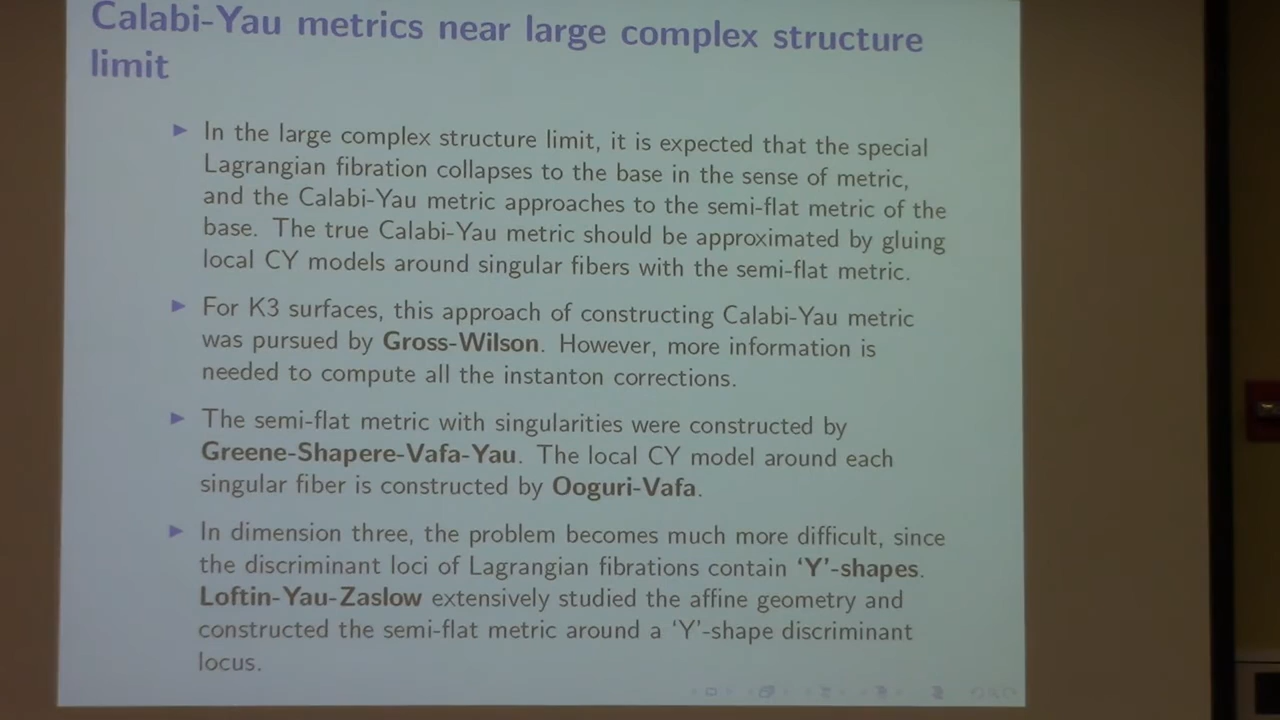 Calabi-Yau metrics near large complex structure
limit
▶ In the large complex structure limit, it is expected that the special
Lagrangian fibration collapses to the base in the sense of metric,
and the Calabi-Yau metric approaches to the semi-flat metric of the
base. The true Calabi-Yau metric should be approximated by gluing
local CY models around singular fibers with the semi-flat metric.
▶ For K3 surfaces, this approach of constructing Calabi-Yau metric
was pursued by Gross-Wilson. However, more information is
needed to compute all the instanton corrections.
▶ The semi-flat metric with singularities were constructed by
Greene-Shapere-Vafa-Yau. The local CY model around each
singular fiber is constructed by Ooguri-Vafa.
▶ In dimension three, the problem becomes much more difficult, since
the discriminant loci of Lagrangian fibrations contain ‘Y’-shapes.
Loftin-Yau-Zaslow extensively studied the affine geometry and
constructed the semi-flat metric around a ‘Y’-shape discriminant
locus.